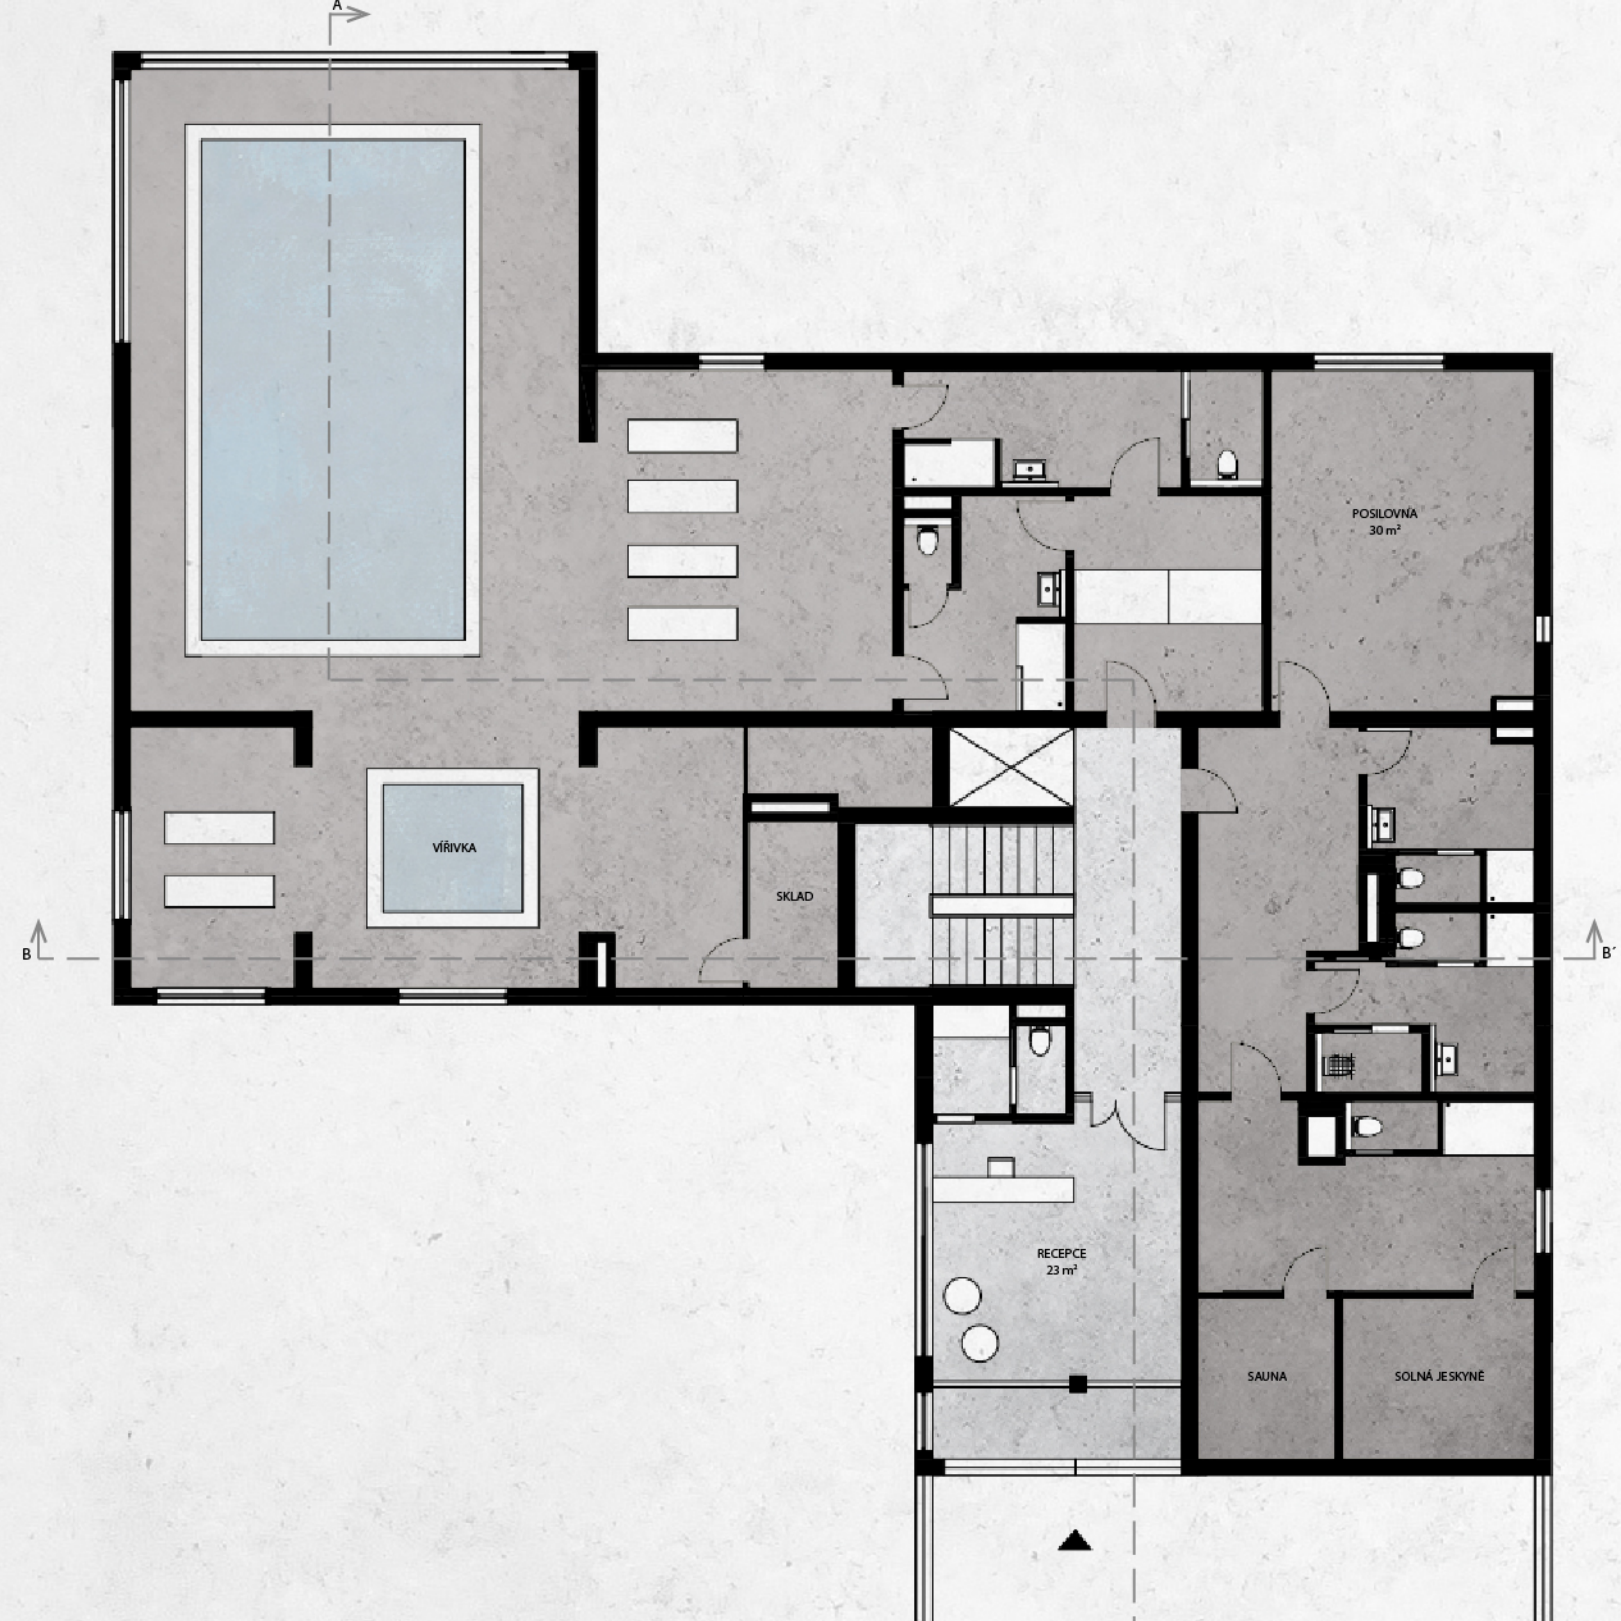 A
POSILOVNA
30 m²
VÍŘIVKA
SKLAD
B
B´
RECEPCE
23 m²
SAUNA
SOLNÁ JESKYNĚ